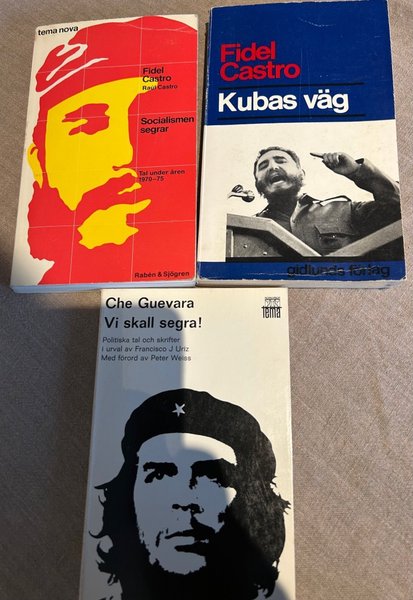 tema nova
Fidel
Castro
Raúl Castro
Socialismen
segrar
Tal under åren
1970–75
Rabén & Sjögren
Fidel
Castro
Kubas väg
gidlunds förlag
Che Guevara
Vi skall segra!
Politiska tal och skrifter
i urval av Francisco J Uriz
Med förord av Peter Weiss
tema